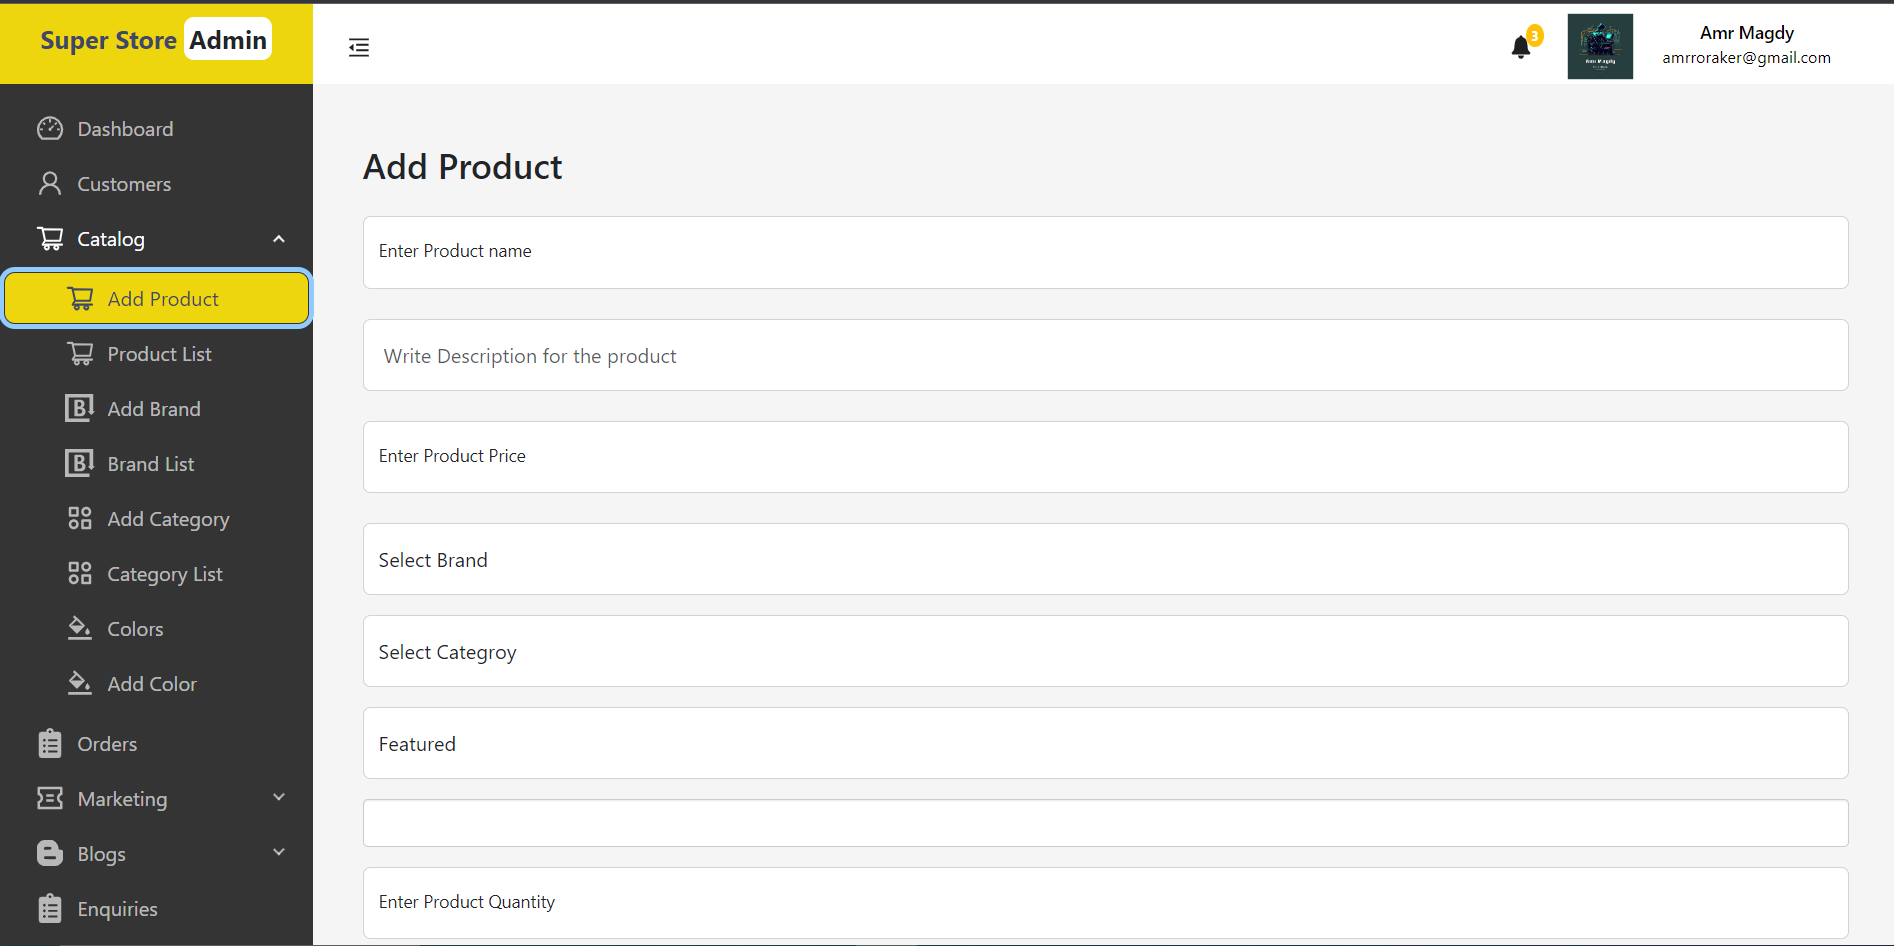 Super Store Admin
3
Amr Magdy
Amr Magdy
amrroraker@gmail.com
Dashboard
Customers
Catalog
Add Product
Product List
Add Brand
Brand List
Add Category
Category List
Colors
Add Color
Orders
Marketing
Blogs
Enquiries
Add Product
Enter Product name
Write Description for the product
Enter Product Price
Select Brand
Select Categroy
Featured
Enter Product Quantity